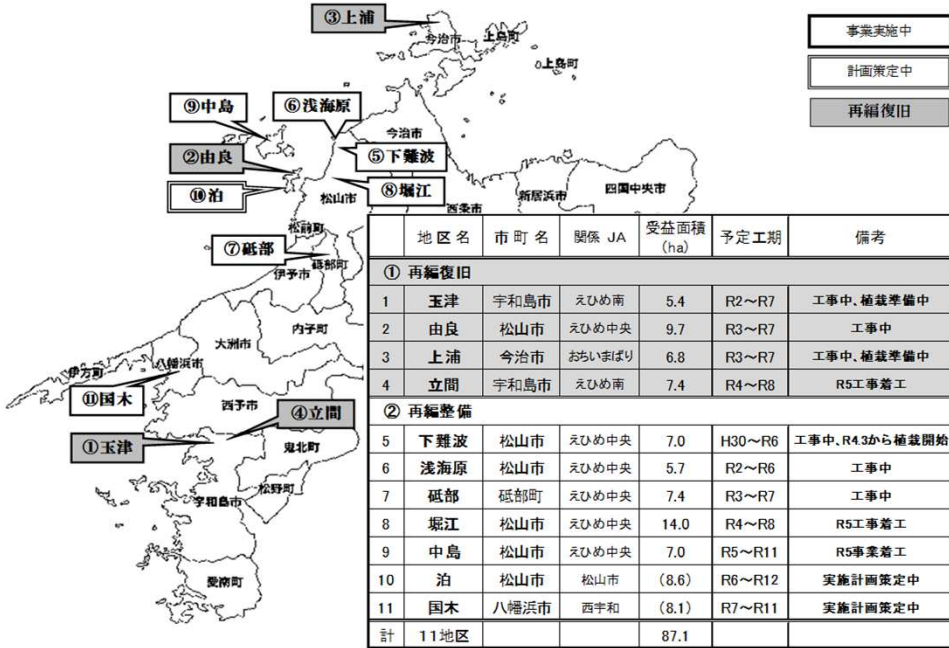 ③上浦
今治市
上島町
上島町
事業実施中
計画策定中
再編復旧
⑨中島
⑥浅海原
今治市
②由良
⑤下難波
⑩泊
⑧堀江
松山市
西条市
新居浜市
四国中央市
松前町
⑦砥部
砥部町
伊予市
内子町
大洲市
八幡浜市
伊方町
⑪国木
西予市
④立間
①玉津
鬼北町
松野町
宇和島市
愛南町
地区名 市町名 関係 JA 受益面積(ha) 予定工期 備考
① 再編復旧
1 玉津 宇和島市 えひめ南 5.4 R2～R7 工事中、植栽準備中
2 由良 松山市 えひめ中央 9.7 R3～R7 工事中
3 上浦 今治市 おちいまばり 6.8 R3～R7 工事中、植栽準備中
4 立間 宇和島市 えひめ南 7.4 R4～R8 R5工事着工
② 再編整備
5 下難波 松山市 えひめ中央 7.0 H30～R6 工事中、R4.3から植栽開始
6 浅海原 松山市 えひめ中央 5.7 R2～R6 工事中
7 砥部 砥部町 えひめ中央 7.4 R3～R7 工事中
8 堀江 松山市 えひめ中央 14.0 R4～R8 R5工事着工
9 中島 松山市 えひめ中央 7.0 R5～R11 R5事業着工
10 泊 松山市 松山市 (8.6) R6～R12 実施計画策定中
11 国木 八幡浜市 西宇和 (8.1) R7～R11 実施計画策定中
計 11地区 87.1